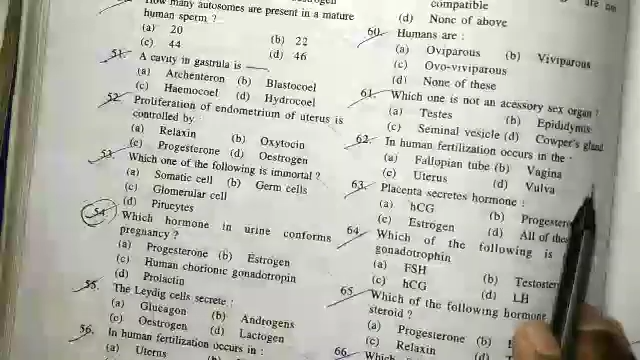 How many autosomes are present in a mature
human sperm ?
(a) 20 (b) 22
(c) 44 (d) 46
51. A cavity in gastrula is
(a) Archenteron (b) Blastocoel
(c) Haemocoel (d) Hydrocoel
52. Proliferation of endometrium of uterus is
controlled by
(a) Relaxin (b) Oxytocin
(c) Progesterone (d) Oestrogen
53. Which one of the following is immortal ?
(a) Somatic cell (b) Germ cells
(c) Glomerular cell
(d) Pitueytes
54. Which hormone in urine conforms
pregnancy ?
(a) Progesterone (b) Estrogen
(c) Human chorionic gonadotropin
(d) Prolactin
55. The Leydig cells secrete :
(a) Glucagon (b) Androgens
(c) Oestrogen (d) Lactogen
56. In human fertilization occurs in :
(a) Uterus (b)
compatible
(d) None of above
60. Humans are :
(a) Oviparous (b) Viviparous
(c) Ovo-viviparous
(d) None of these
61. Which one is not an acessory sex organ ?
(a) Testes (b) Epididymis
(c) Seminal vesicle (d) Cowper's gland
62. In human fertilization occurs in the
(a) Fallopian tube (b) Vagina
(c) Uterus (d) Vulva
63. Placenta secretes hormone :
(a) hCG (b) Progester
(c) Estrogen (d) All of the
64. Which of the following is
gonadotrophin
(a) FSH (b) Testoster
(c) hCG (d) LH
65. Which of the following hormone
steroid ?
(a) Progesterone (b)
(c) Relaxin (d)
66.